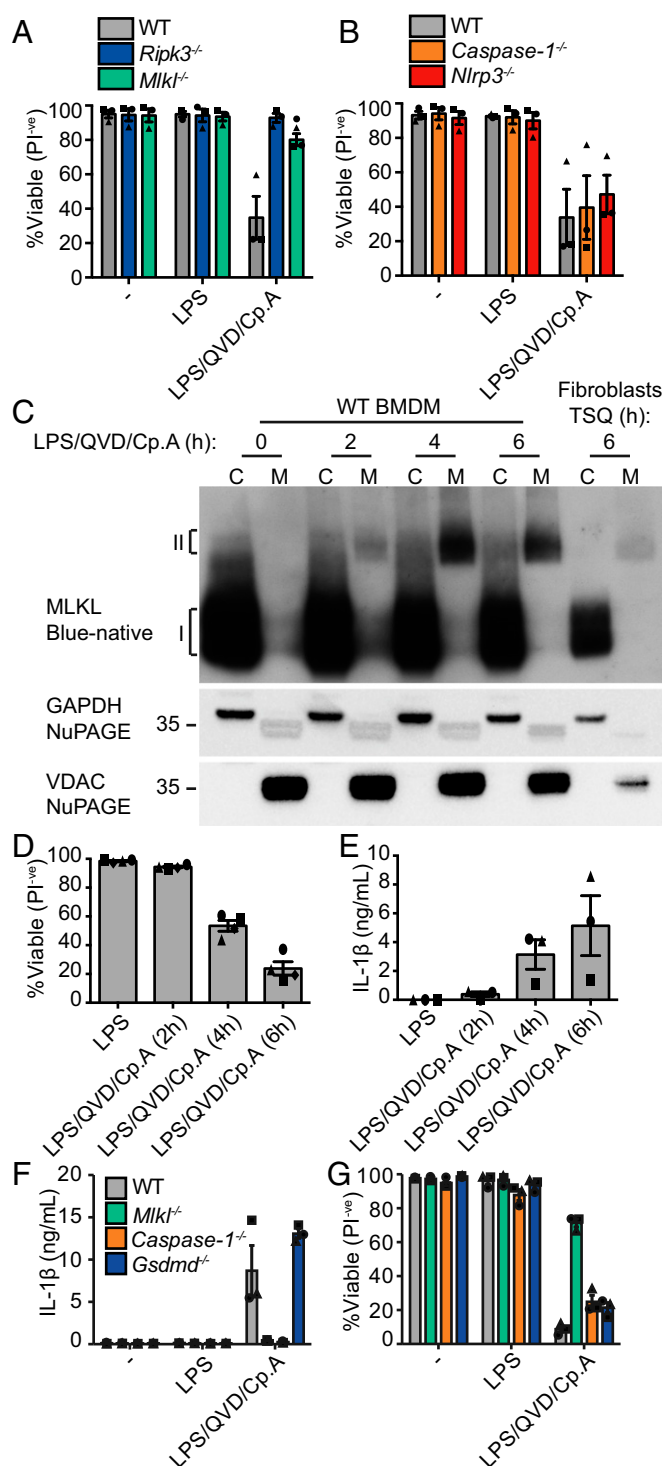 A
WT
Ripk3-/-
Mlkl-/-
%Viable (PI-ve)
100
80
60
40
20
0
-
LPS
LPS/QVD/Cp.A
B
WT
Caspase-1-/-
Nlrp3-/-
%Viable (PI-ve)
100
80
60
40
20
0
-
LPS
LPS/QVD/Cp.A
C
WT BMDM
Fibroblasts
TSQ (h):
LPS/QVD/Cp.A (h): 0 2 4 6 6
C M C M C M C M C M
II
I
MLKL
Blue-native
GAPDH
NuPAGE
35
VDAC
NuPAGE
35
D
%Viable (PI-ve)
100
80
60
40
20
0
LPS
LPS/QVD/Cp.A (2h)
LPS/QVD/Cp.A (4h)
LPS/QVD/Cp.A (6h)
E
IL-1β (ng/mL)
10
8
6
4
2
0
LPS
LPS/QVD/Cp.A (2h)
LPS/QVD/Cp.A (4h)
LPS/QVD/Cp.A (6h)
F
WT
Mlkl-/-
Caspase-1-/-
Gsdmd-/-
IL-1β (ng/mL)
20
15
10
5
0
-
LPS
LPS/QVD/Cp.A
G
%Viable (PI-ve)
100
80
60
40
20
0
-
LPS
LPS/QVD/Cp.A